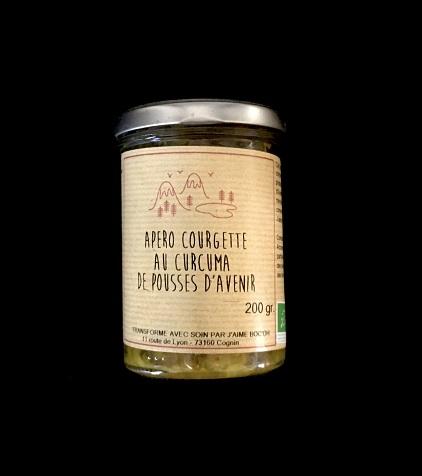 APERO COURGETTE
AU CURCUMA
DE POUSSES D'AVENIR
200 gr.
TRANSFORME AVEC SOIN PAR J'AIME BOC'OH
11 route de Lyon - 73160 Cognin